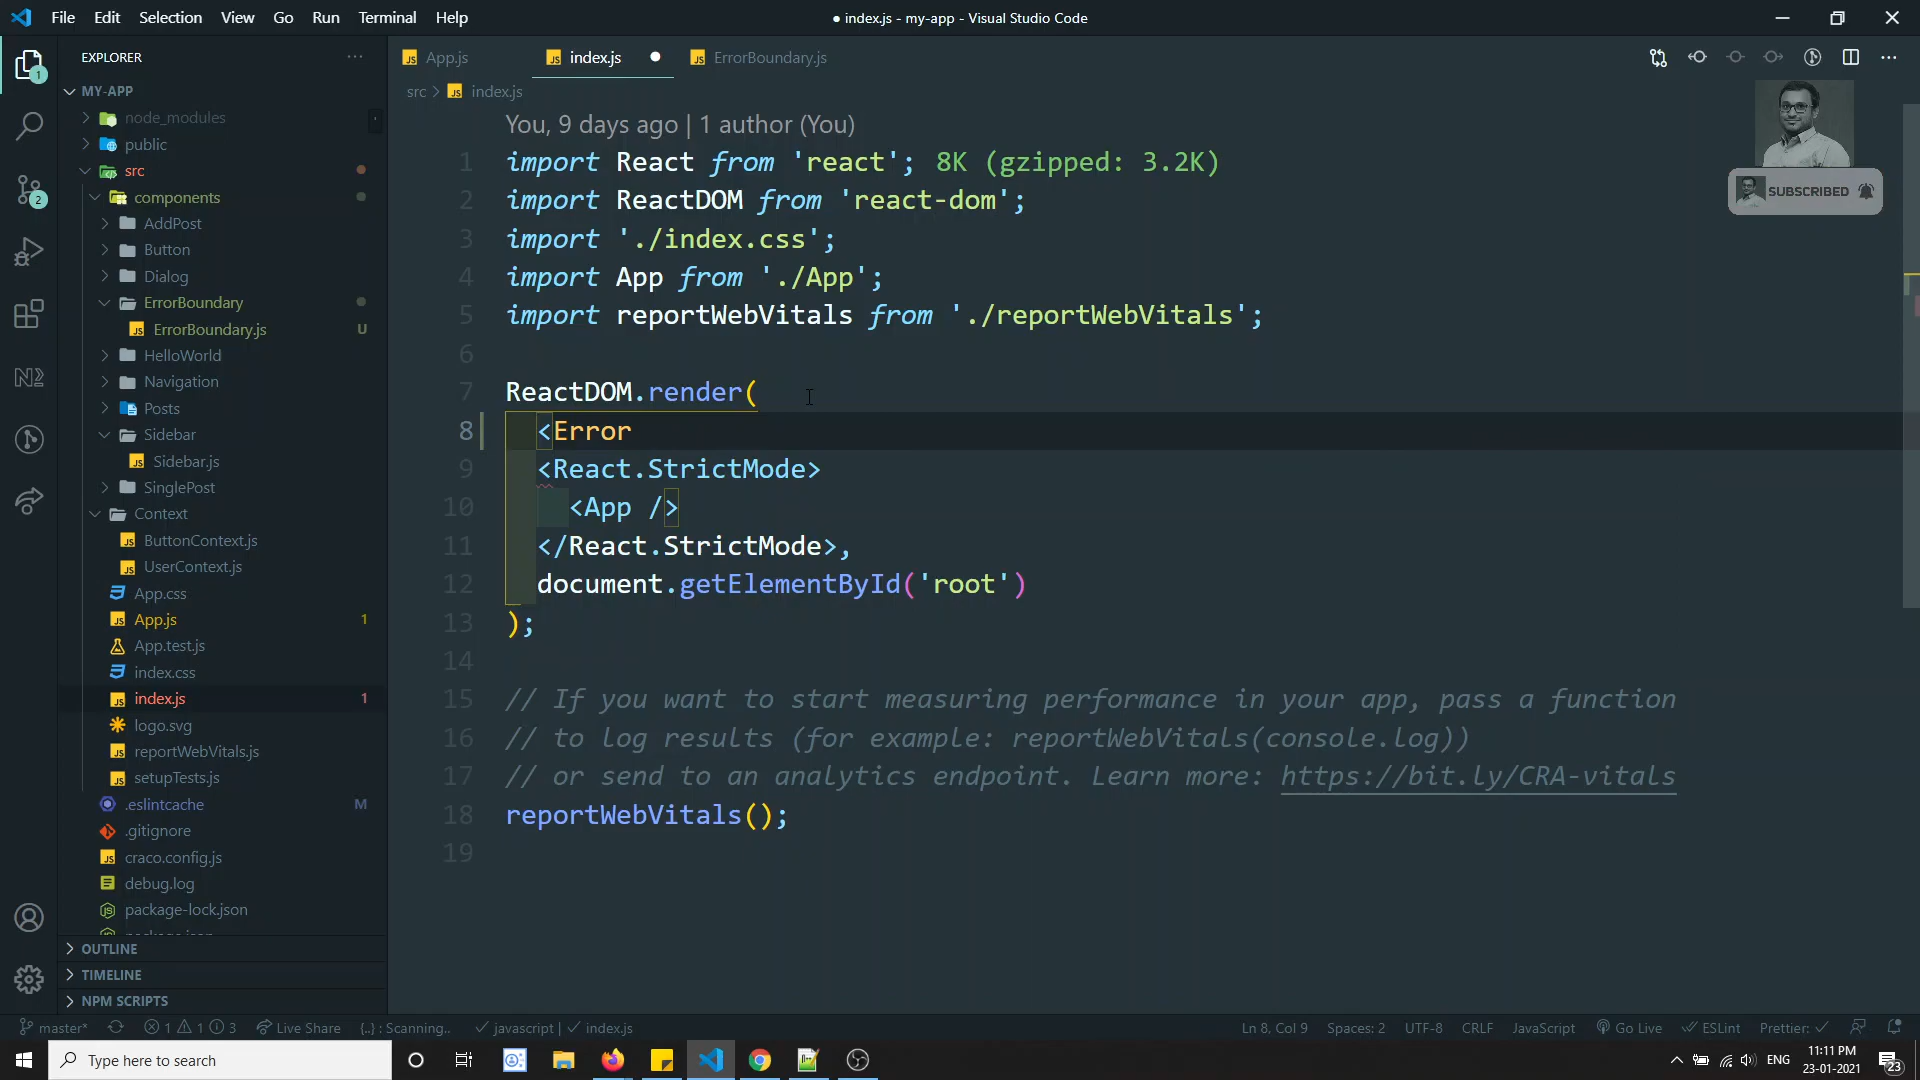 File Edit Selection View Go Run Terminal Help
● index.js - my-app - Visual Studio Code
EXPLORER
MY-APP
node_modules
public
src
components
AddPost
Button
Dialog
ErrorBoundary
ErrorBoundary.js U
HelloWorld
Navigation
Posts
Sidebar
Sidebar.js
SinglePost
Context
ButtonContext.js
UserContext.js
App.css
App.js 1
App.test.js
index.css
index.js 1
logo.svg
reportWebVitals.js
setupTests.js
.eslintcache M
.gitignore
craco.config.js
debug.log
package-lock.json
OUTLINE
TIMELINE
NPM SCRIPTS
1
2
App.js index.js ErrorBoundary.js
src > index.js
SUBSCRIBED
You, 9 days ago | 1 author (You)
1 import React from 'react'; 8K (gzipped: 3.2K)
2 import ReactDOM from 'react-dom';
3 import './index.css';
4 import App from './App';
5 import reportWebVitals from './reportWebVitals';
6
7 ReactDOM.render(
8 <Error
9 <React.StrictMode>
10 <App />
11 </React.StrictMode>,
12 document.getElementById('root')
13 );
14
15 // If you want to start measuring performance in your app, pass a function
16 // to log results (for example: reportWebVitals(console.log))
17 // or send to an analytics endpoint. Learn more: https://bit.ly/CRA-vitals
18 reportWebVitals();
19
master* 1 1 3 Live Share {..} : Scanning.. javascript | index.js Ln 8, Col 9 Spaces: 2 UTF-8 CRLF JavaScript Go Live ESLint Prettier:
Type here to search
ENG 11:11 PM
23-01-2021
23